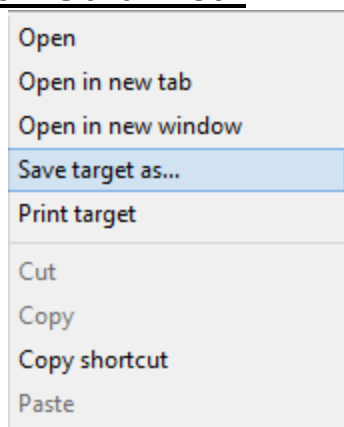 Open
Open in new tab
Open in new window
Save target as...
Print target
Cut
Copy
Copy shortcut
Paste